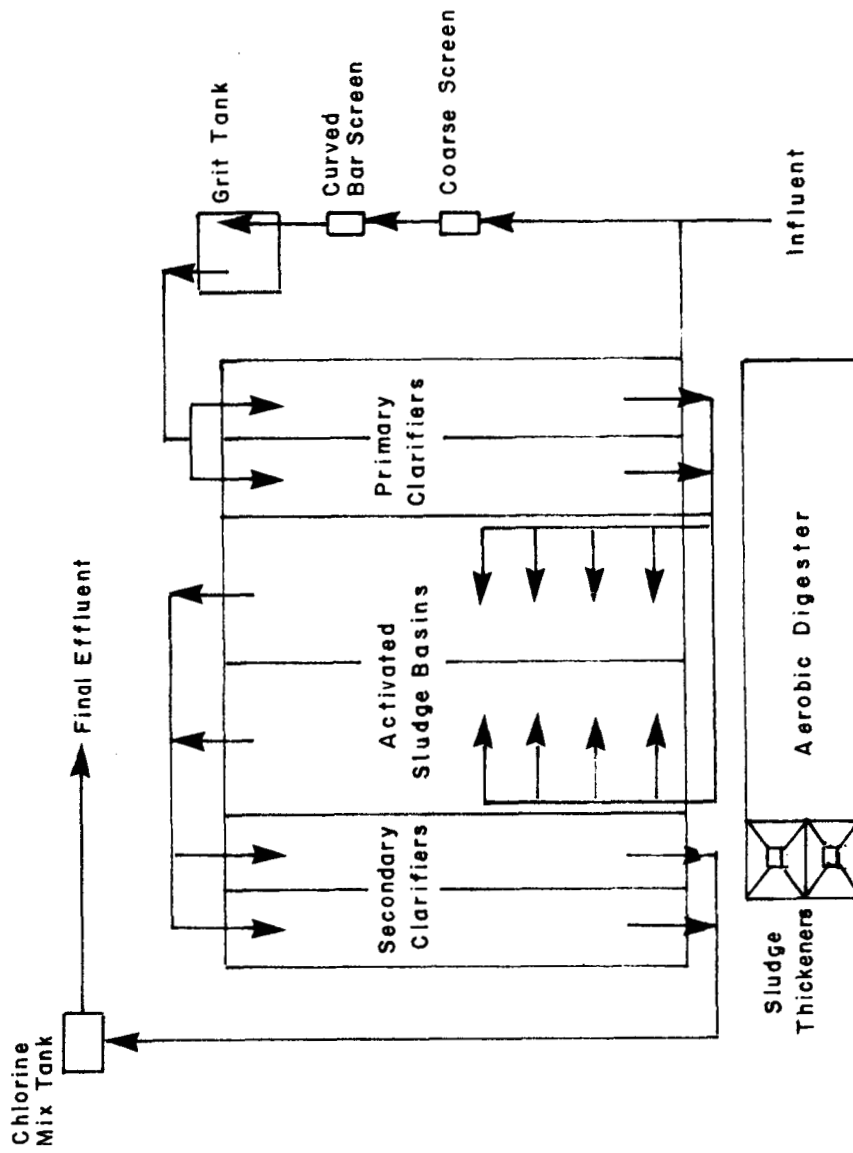 Chlorine
Mix Tank
Final Effluent
Grit Tank
Curved
Bar Screen
Coarse Screen
Influent
Primary
Clarifiers
Activated
Sludge Basins
Secondary
Clarifiers
Aerobic Digester
Sludge
Thickeners